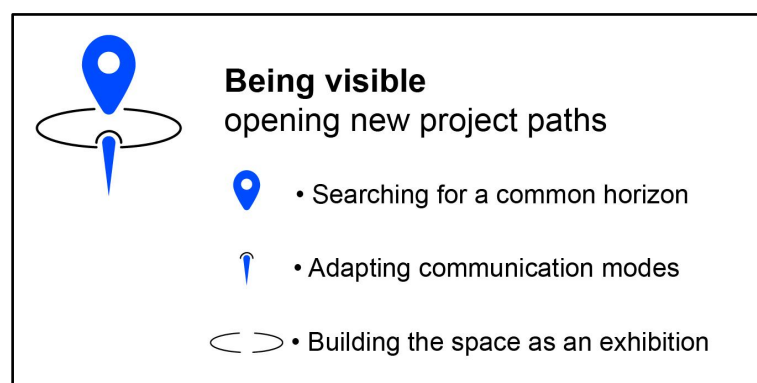 Being visible
opening new project paths
• Searching for a common horizon
• Adapting communication modes
• Building the space as an exhibition